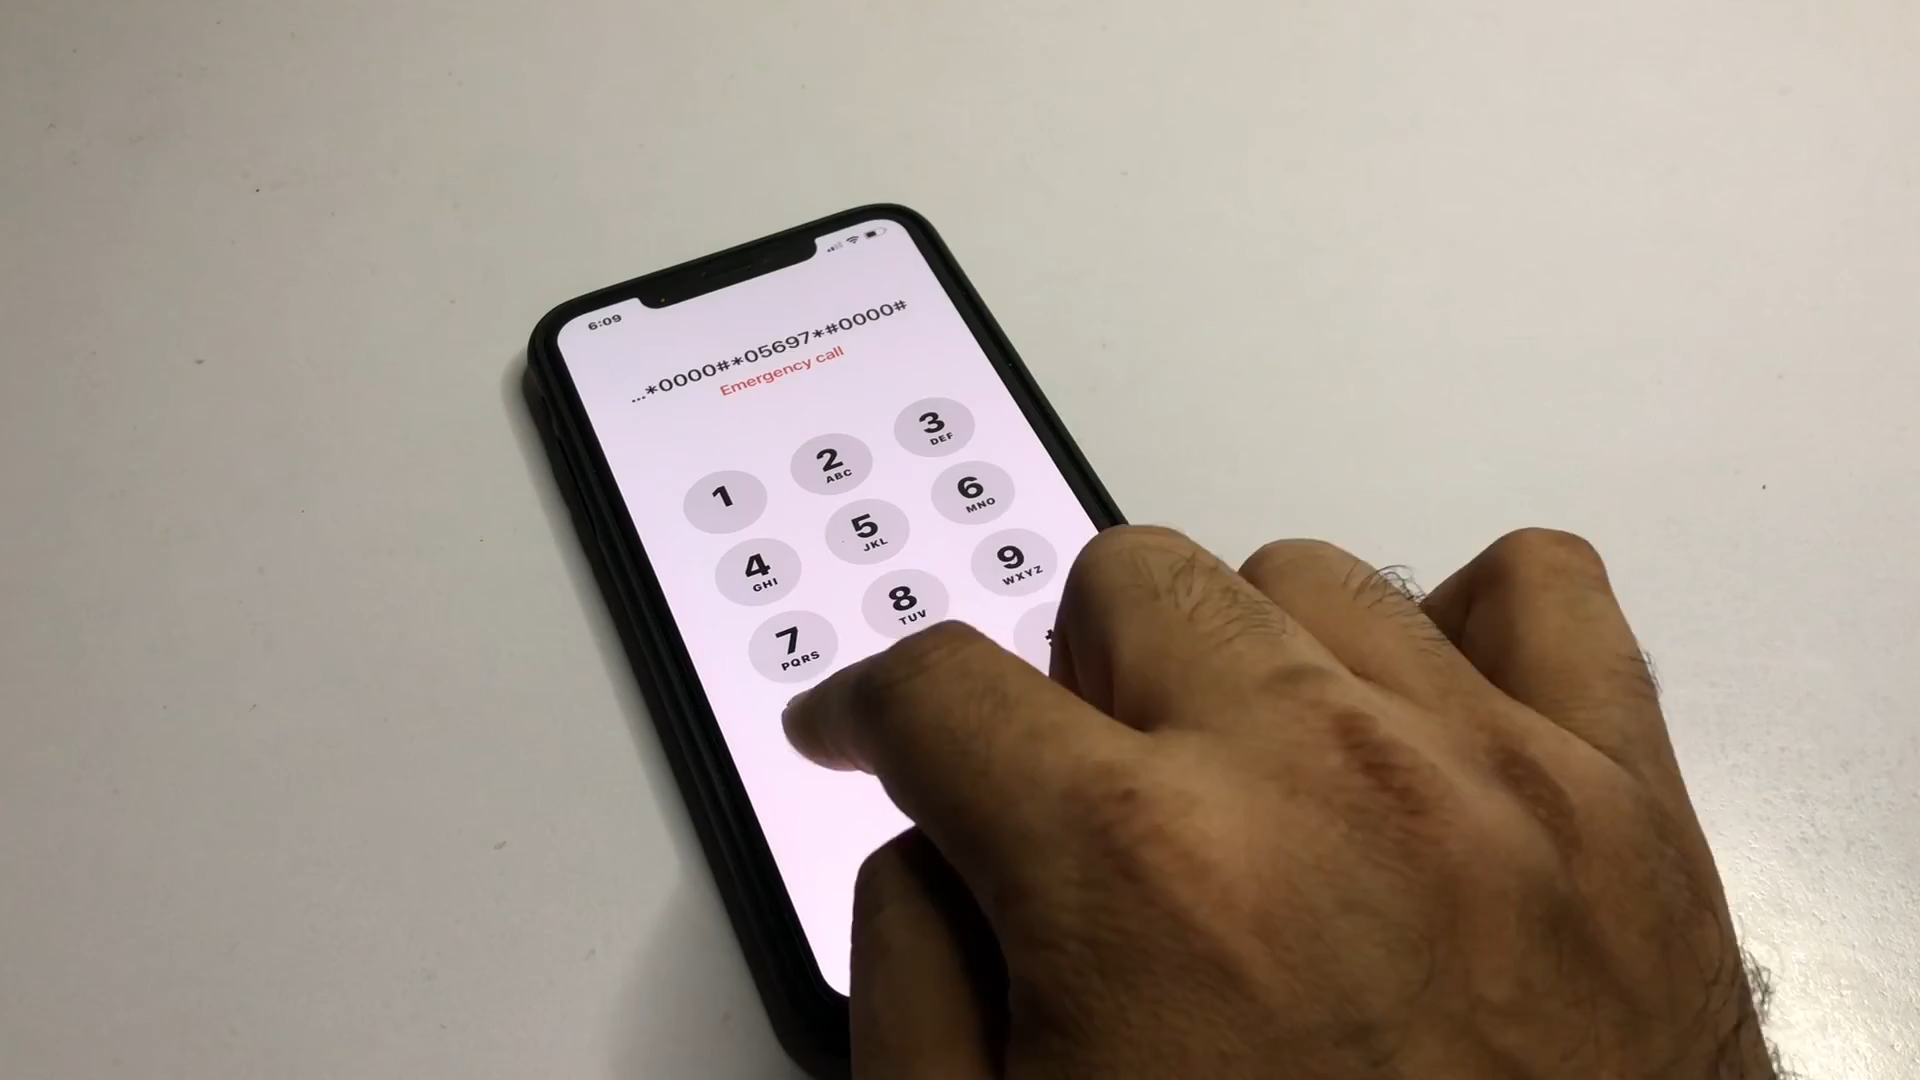 6:09
...*0000#*05697*#0000#
Emergency call
1
2
ABC
3
DEF
4
GHI
5
JKL
6
MNO
7
PQRS
8
TUV
9
WXYZ